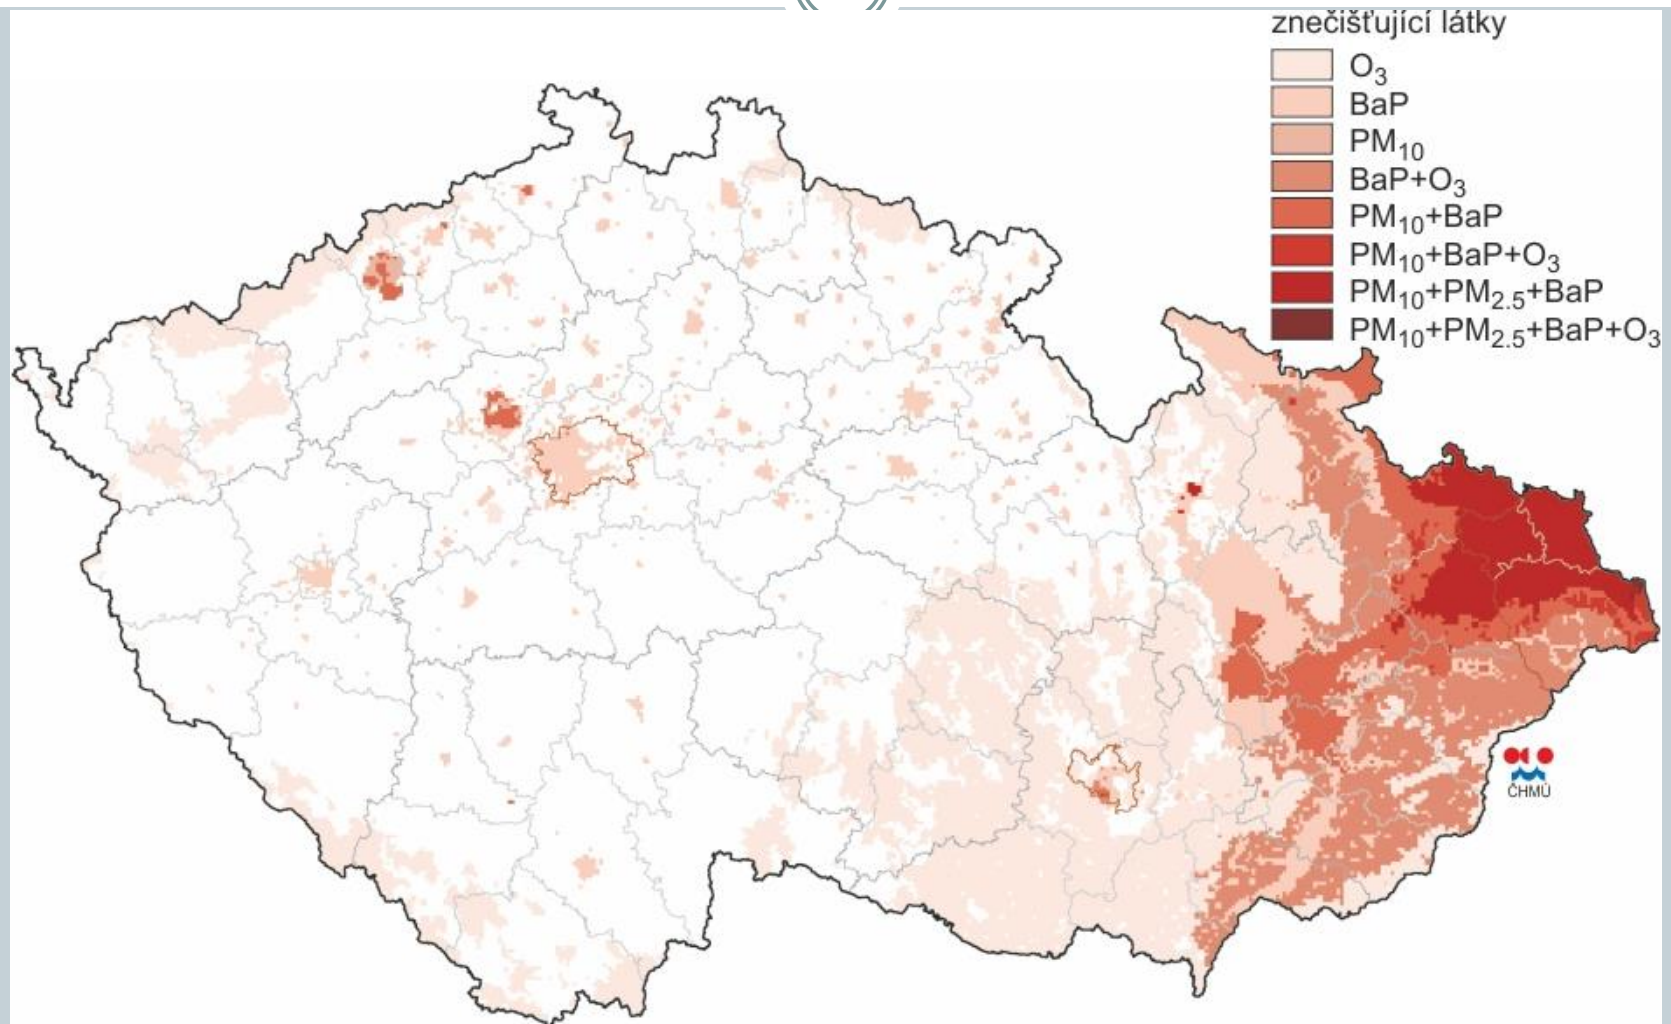 znečišťující látky
O₃
BaP
PM₁₀
BaP+O₃
PM₁₀+BaP
PM₁₀+BaP+O₃
PM₁₀+PM₂.₅+BaP
PM₁₀+PM₂.₅+BaP+O₃
ČHMÚ